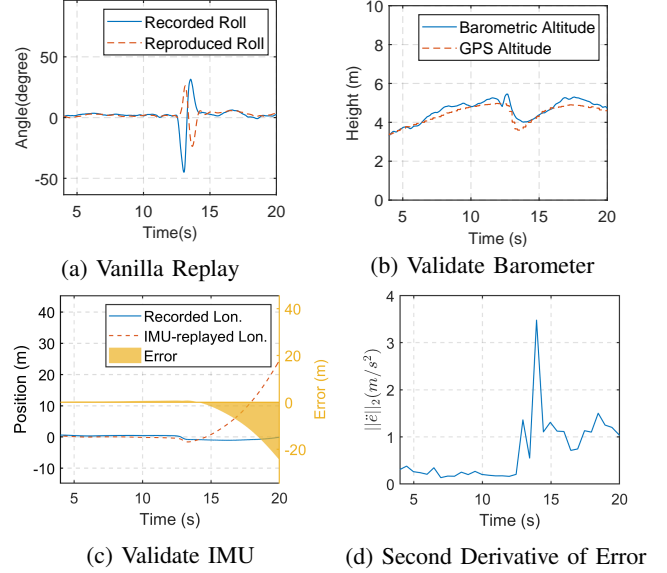 Recorded Roll
Reproduced Roll
50
0
-50
Angle(degree)
5 10 15 20
Time(s)
(a) Vanilla Replay
Barometric Altitude
GPS Altitude
10
8
6
4
2
0
Height (m)
5 10 15 20
Time (s)
(b) Validate Barometer
Recorded Lon.
IMU-replayed Lon.
Error
40
30
20
10
0
-10
Position (m)
40
20
0
-20
Error (m)
5 10 15 20
Time (s)
(c) Validate IMU
4
3
2
1
0
||ë||₂(m/s²)
5 10 15 20
Time (s)
(d) Second Derivative of Error